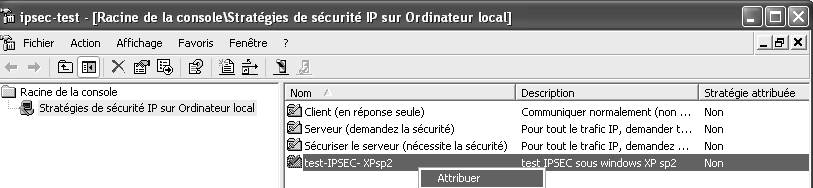 ipsec-test - [Racine de la console\Stratégies de sécurité IP sur Ordinateur local]
Fichier Action Affichage Favoris Fenêtre ?
Racine de la console
Stratégies de sécurité IP sur Ordinateur local
Nom Description Stratégie attribuée
Client (en réponse seule) Communiquer normalement (non ... Non
Serveur (demandez la sécurité) Pour tout le trafic IP, demander t... Non
Sécuriser le serveur (nécessite la sécurité) Pour tout le trafic IP, nécessite la ... Non
test-IPSEC- XPsp2 test IPSEC sous windows XP sp2 Non
Attribuer